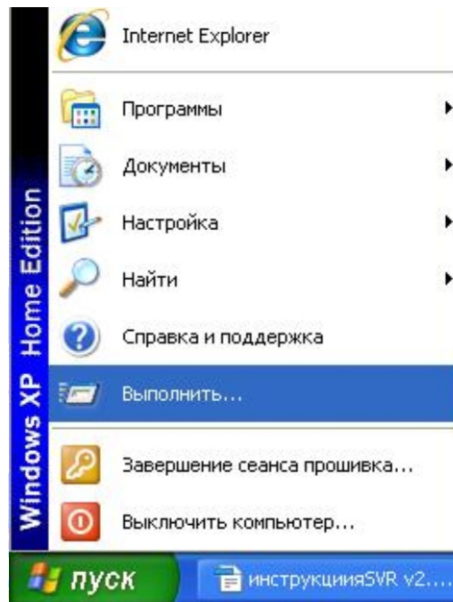 Internet Explorer
Программы
Документы
Настройка
Найти
Справка и поддержка
Выполнить...
Завершение сеанса прошивка...
Выключить компьютер...
Windows XP Home Edition
пуск
инструкцияSVR v2....